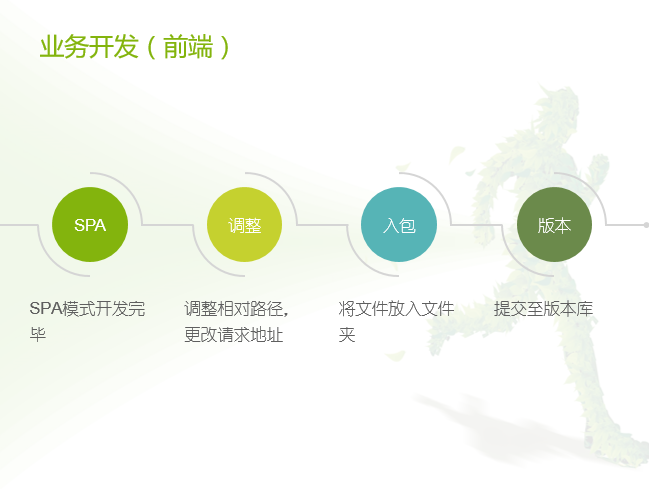 业务开发（前端）
SPA
调整
入包
版本
SPA模式开发完
毕
调整相对路径，
更改请求地址
将文件放入文件
夹
提交至版本库